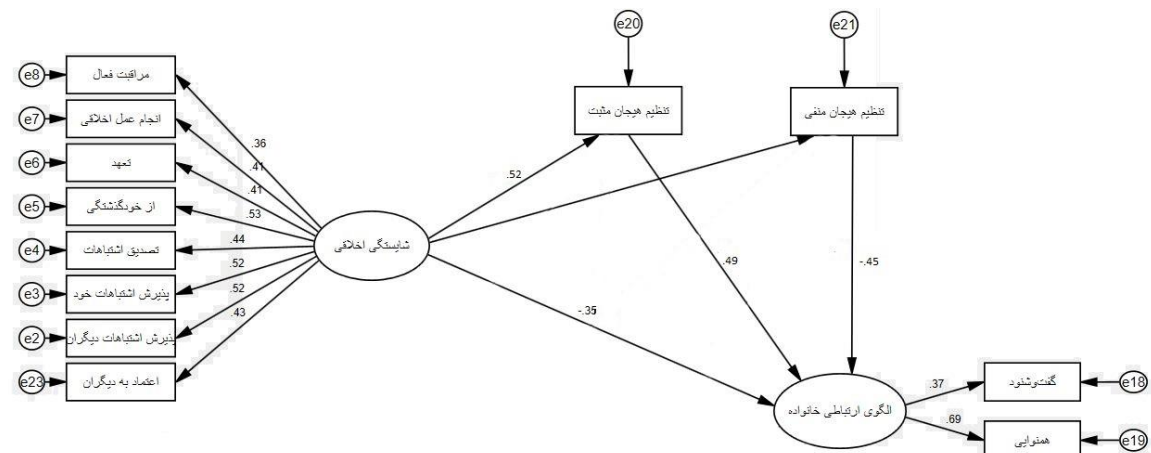 e20
e21
e8
مراقبت فعال
e7
انجام عمل اخلاقی
e6
تعهد
e5
از خودگذشتگی
e4
تصدیق اشتباهات
e3
پذیرش اشتباهات خود
e2
پذیرش اشتباهات دیگران
e23
اعتماد به دیگران
.36
.41
.41
.53
.44
.52
.52
.43
شایستگی اخلاقی
تنظیم هیجان مثبت
تنظیم هیجان منفی
.52
.49
-.45
-.35
الگوی ارتباطی خانواده
.37
.69
گفت‌وشنود
e18
همنوایی
e19